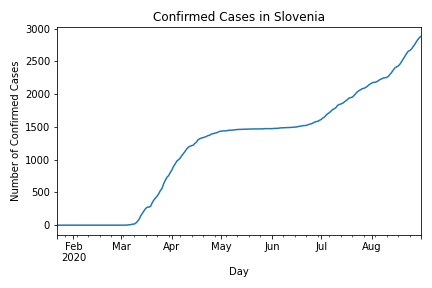 Confirmed Cases in Slovenia
Number of Confirmed Cases
3000
2500
2000
1500
1000
500
0
Feb Mar Apr May Jun Jul Aug
2020
Day